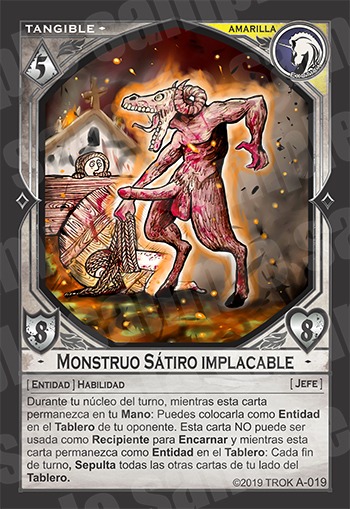 TANGIBLE
AMARILLA
5
8
8
MONSTRUO SÁTIRO IMPLACABLE
[ ENTIDAD ] HABILIDAD
[ JEFE ]
Durante tu núcleo del turno, mientras esta carta
permanezca en tu Mano: Puedes colocarla como Entidad
en el Tablero de tu oponente. Esta carta NO puede ser
usada como Recipiente para Encarnar y mientras esta
carta permanezca como Entidad en el Tablero: Cada fin
de turno, Sepulta todas las otras cartas de tu lado del
Tablero.
©2019 TROK A-019